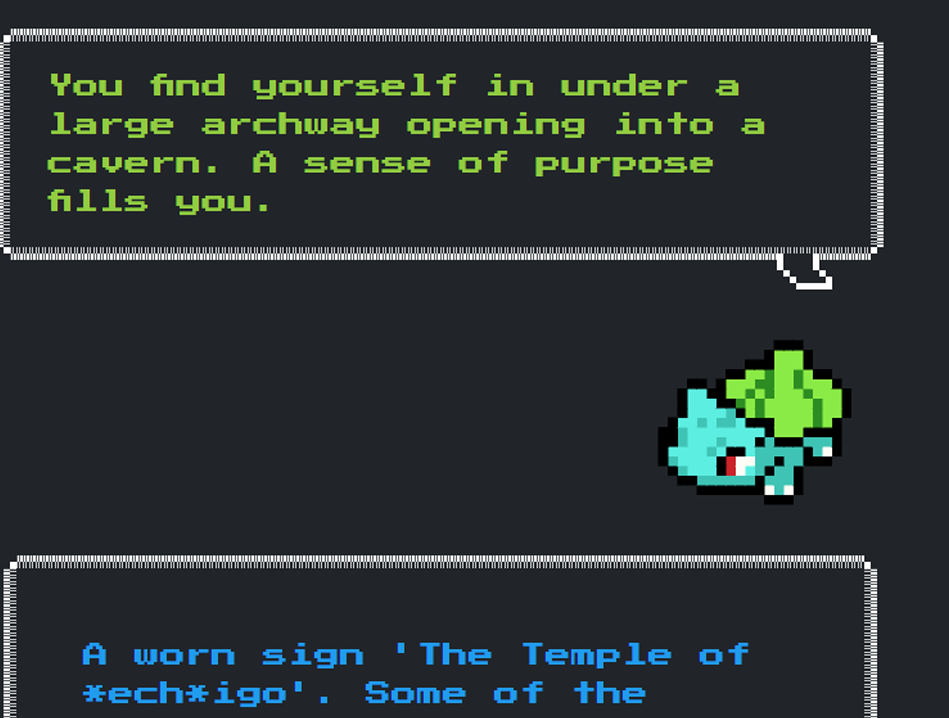 You find yourself in under a
large archway opening into a
cavern. A sense of purpose
fills you.
A worn sign 'The Temple of
*ech*igo'. Some of the